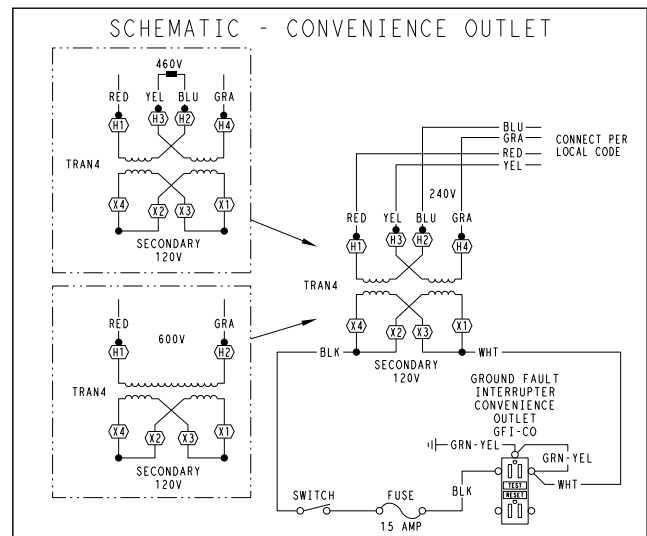 SCHEMATIC - CONVENIENCE OUTLET
460V
RED YEL BLU GRA
H1 H3 H2 H4
TRAN4
X4 X2 X3 X1
SECONDARY
120V
BLU
GRA
RED
YEL
CONNECT PER
LOCAL CODE
240V
RED YEL BLU GRA
H1 H3 H2 H4
TRAN4
X4 X2 X3 X1
BLK
WHT
SECONDARY
120V
RED GRA
600V
H1 H2
TRAN4
X4 X2 X3 X1
SECONDARY
120V
GROUND FAULT
INTERRUPTER
CONVENIENCE
OUTLET
GFI-CO
GRN-YEL
GRN-YEL
WHT
BLK
TEST
RESET
SWITCH
FUSE
15 AMP